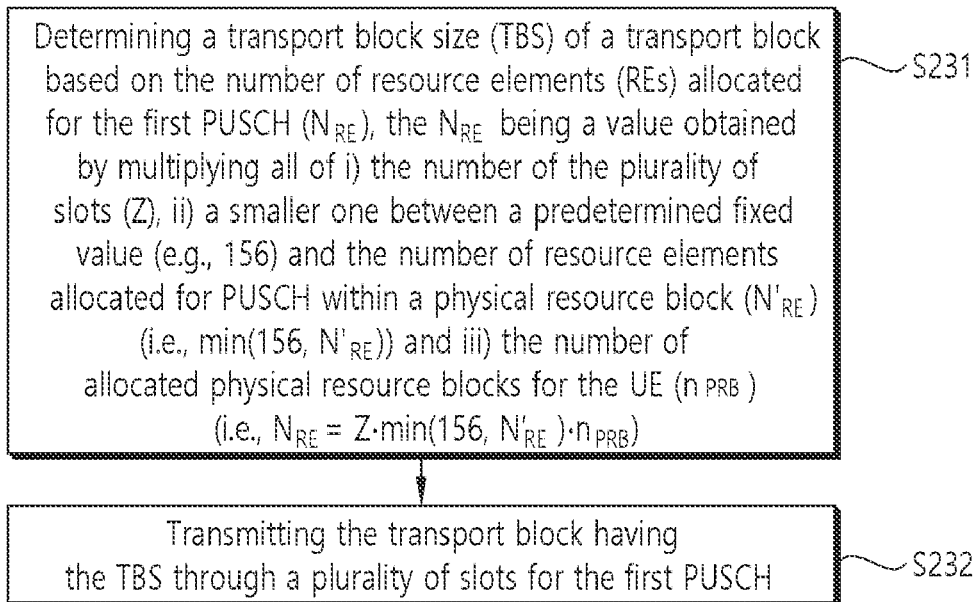 Determining a transport block size (TBS) of a transport block
based on the number of resource elements (REs) allocated
for the first PUSCH (N_RE), the N_RE being a value obtained
by multiplying all of i) the number of the plurality of
slots (Z), ii) a smaller one between a predetermined fixed
value (e.g., 156) and the number of resource elements
allocated for PUSCH within a physical resource block (N'_RE)
(i.e., min(156, N'_RE)) and iii) the number of
allocated physical resource blocks for the UE (n_PRB)
(i.e., N_RE = Z·min(156, N'_RE)·n_PRB)
S231
Transmitting the transport block having
the TBS through a plurality of slots for the first PUSCH
S232